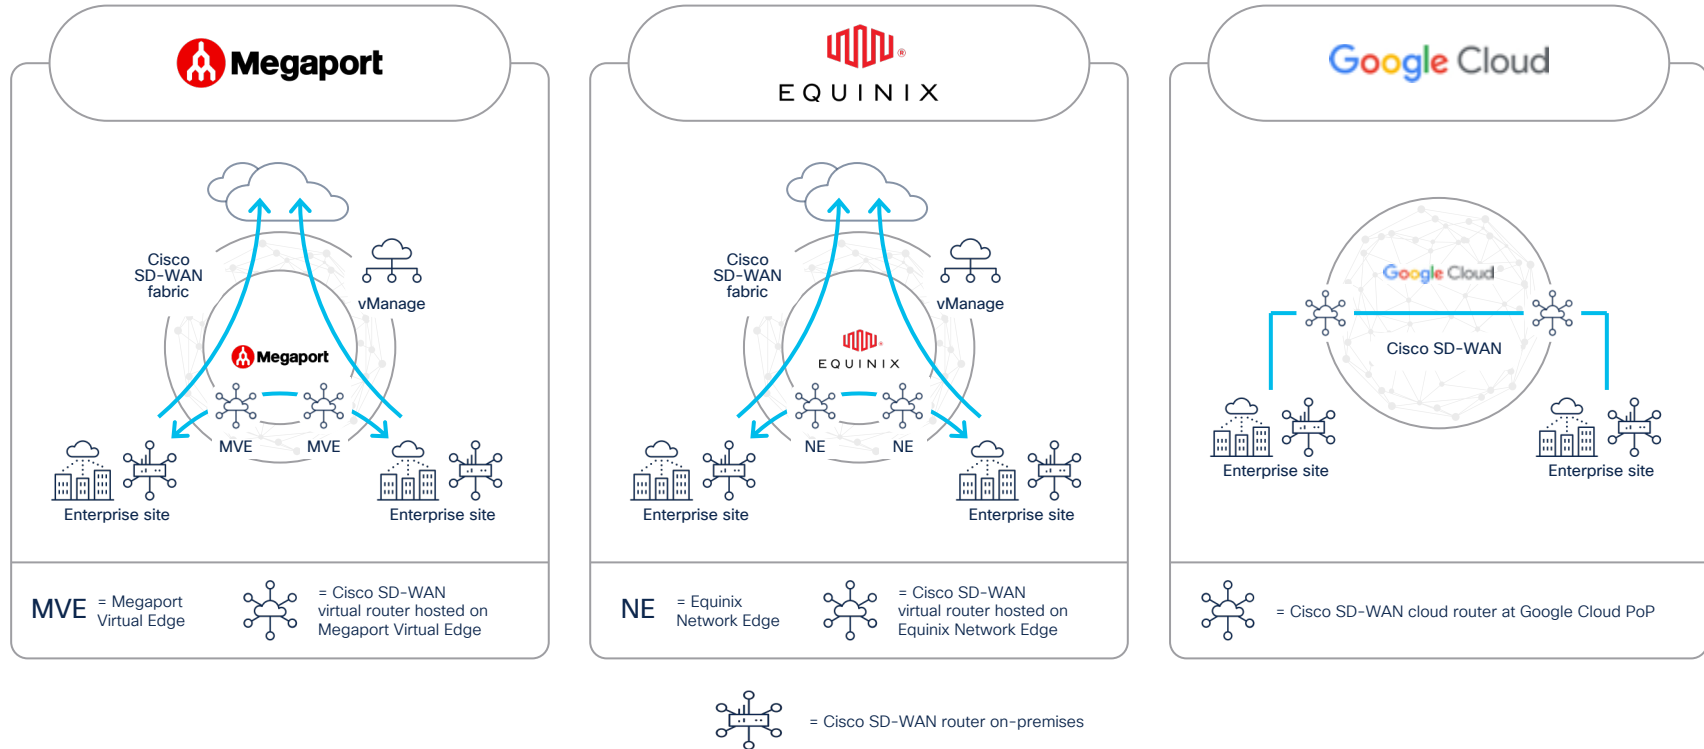 Megaport
Cisco
SD-WAN
fabric
vManage
Megaport
MVE
MVE
Enterprise site
Enterprise site
MVE
= Megaport
Virtual Edge
= Cisco SD-WAN
virtual router hosted on
Megaport Virtual Edge
®
EQUINIX
Cisco
SD-WAN
fabric
vManage
EQUINIX
NE
NE
Enterprise site
Enterprise site
NE
= Equinix
Network Edge
= Cisco SD-WAN
virtual router hosted on
Equinix Network Edge
Google Cloud
Google Cloud
Cisco SD-WAN
Enterprise site
Enterprise site
= Cisco SD-WAN cloud router at Google Cloud PoP
= Cisco SD-WAN router on-premises